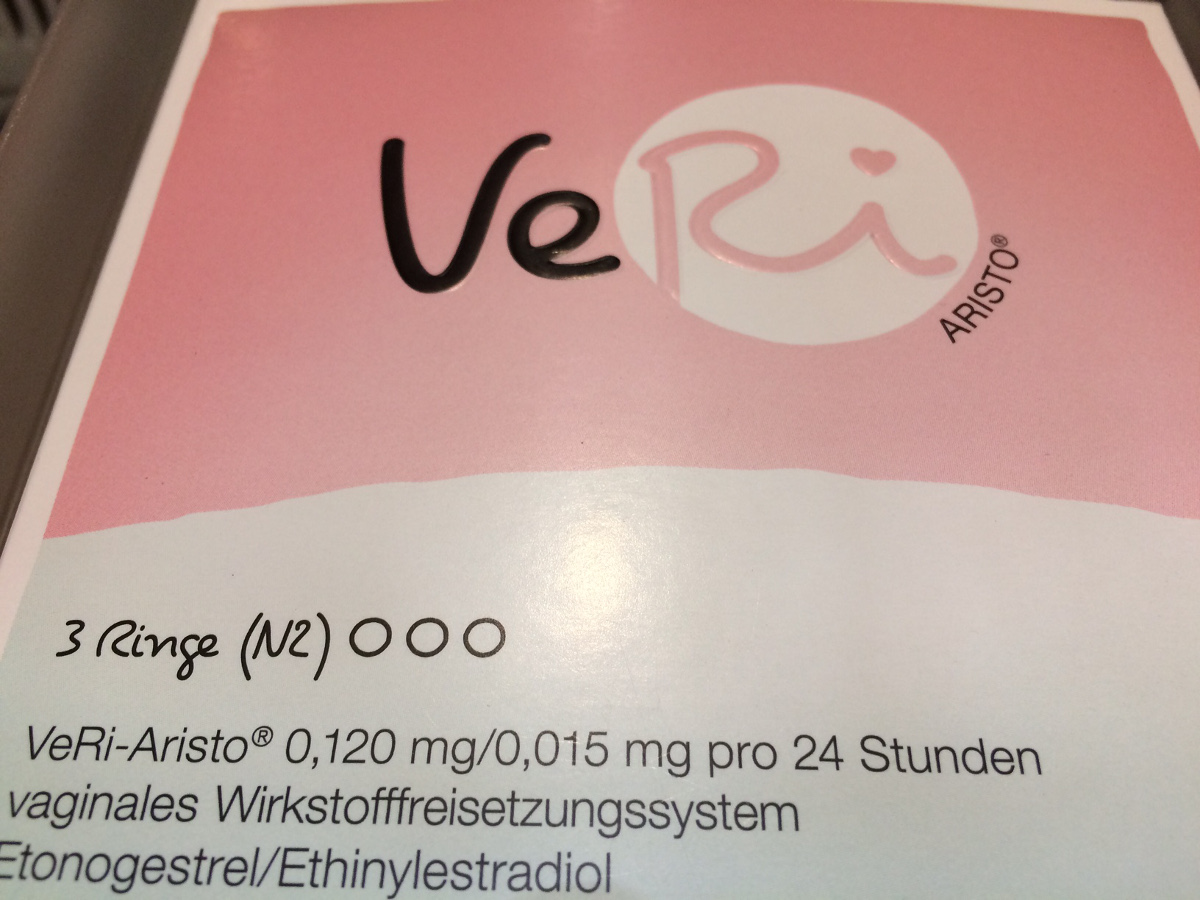 VeRi
ARISTO®
3 Ringe (N2) OOO
VeRi-Aristo® 0,120 mg/0,015 mg pro 24 Stunden
vaginales Wirkstofffreisetzungssystem
Etonogestrel/Ethinylestradiol